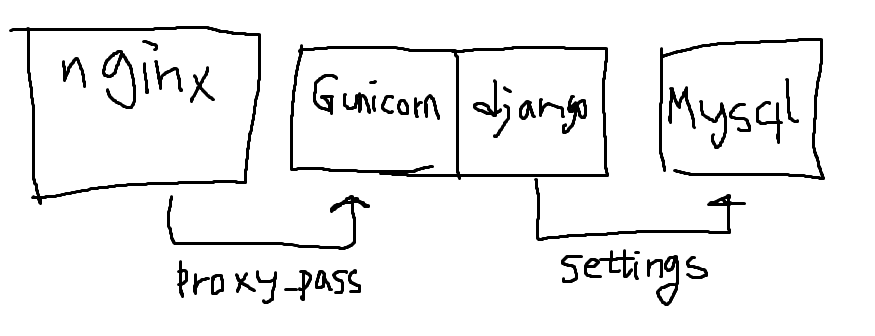 nginx
Gunicorn
django
Mysql
proxy_pass
settings